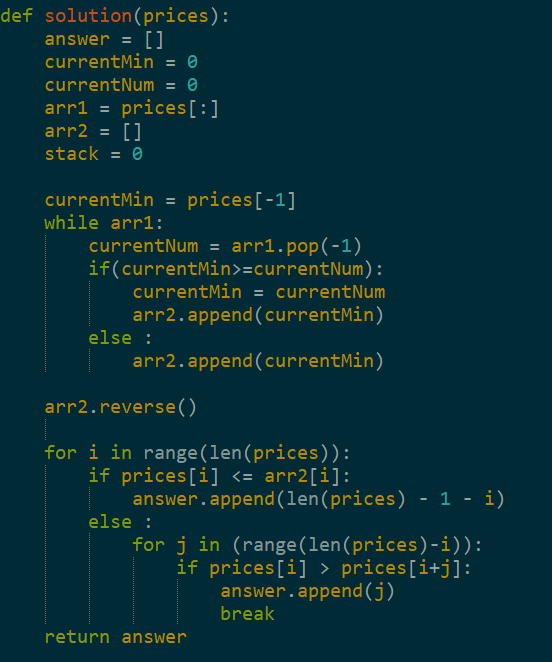 def solution(prices):
    answer = []
    currentMin = 0
    currentNum = 0
    arr1 = prices[:]
    arr2 = []
    stack = 0

    currentMin = prices[-1]
    while arr1:
        currentNum = arr1.pop(-1)
        if(currentMin>=currentNum):
            currentMin = currentNum
            arr2.append(currentMin)
        else :
            arr2.append(currentMin)

    arr2.reverse()

    for i in range(len(prices)):
        if prices[i] <= arr2[i]:
            answer.append(len(prices) - 1 - i)
        else :
            for j in (range(len(prices)-i)):
                if prices[i] > prices[i+j]:
                    answer.append(j)
                    break
    return answer